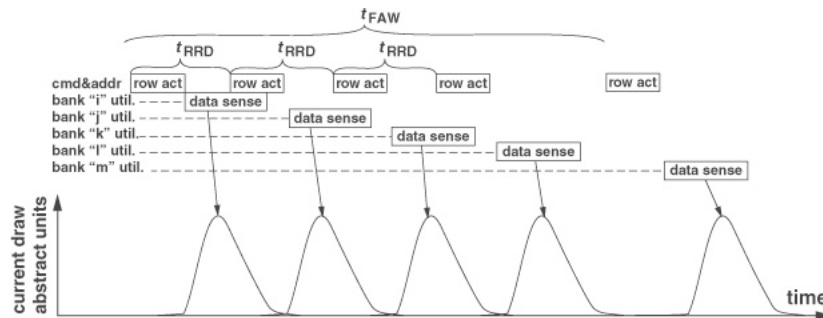 tFAW
tRRD tRRD tRRD
cmd&addr row act row act row act row act row act
bank "i" util. data sense
bank "j" util. data sense
bank "k" util. data sense
bank "l" util. data sense
bank "m" util. data sense
current draw
abstract units
time